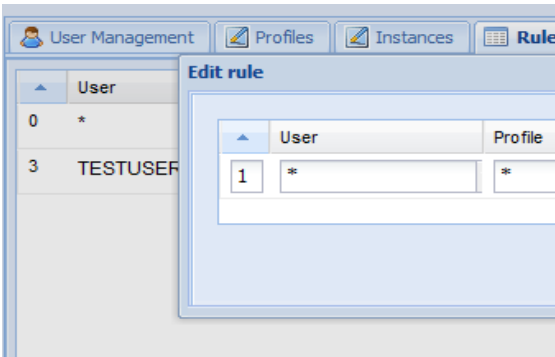 User Management Profiles Instances Rule
Edit rule
User
0 *
3 TESTUSER
User Profile
1 * *